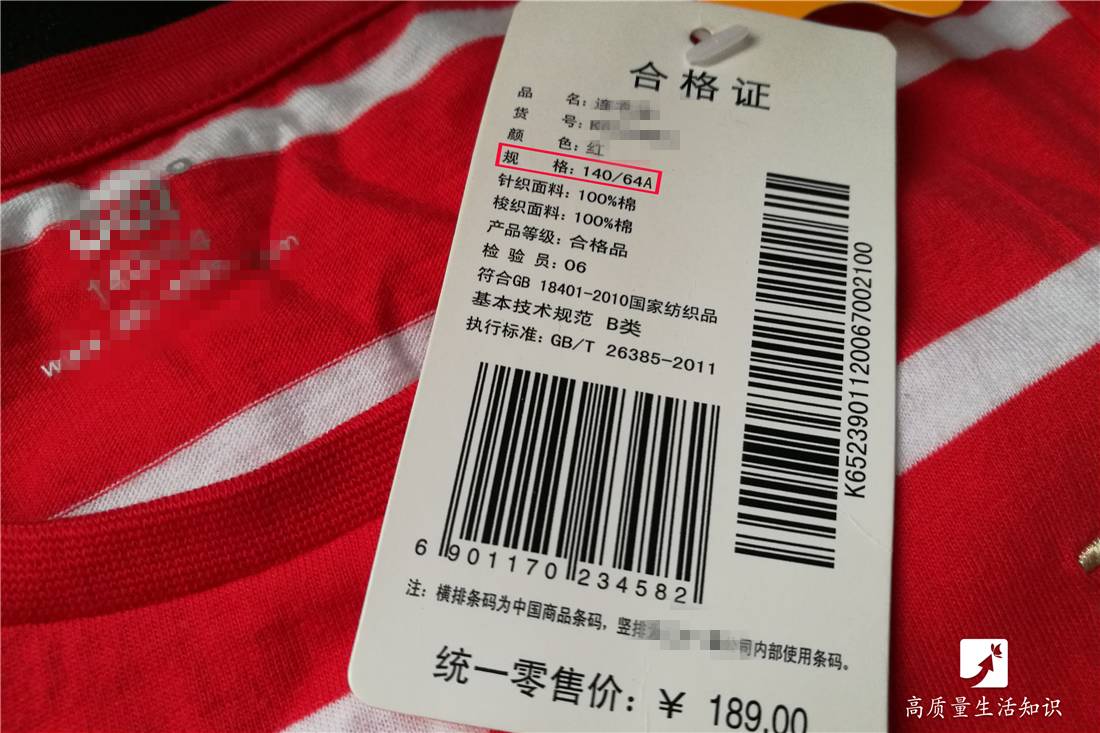 合格证
品 名：连衣
货 号：
颜 色：红
规 格：140/64A
针织面料：100%棉
梭织面料：100%棉
产品等级：合格品
检 验 员：06
符合GB 18401-2010国家纺织品
基本技术规范 B类
执行标准：GB/T 26385-2011
6 901170 234582
K6523901120067002100
注：横排条码为中国商品条码，竖排 公司内部使用条码。
统一零售价：¥ 189.00
高质量生活知识